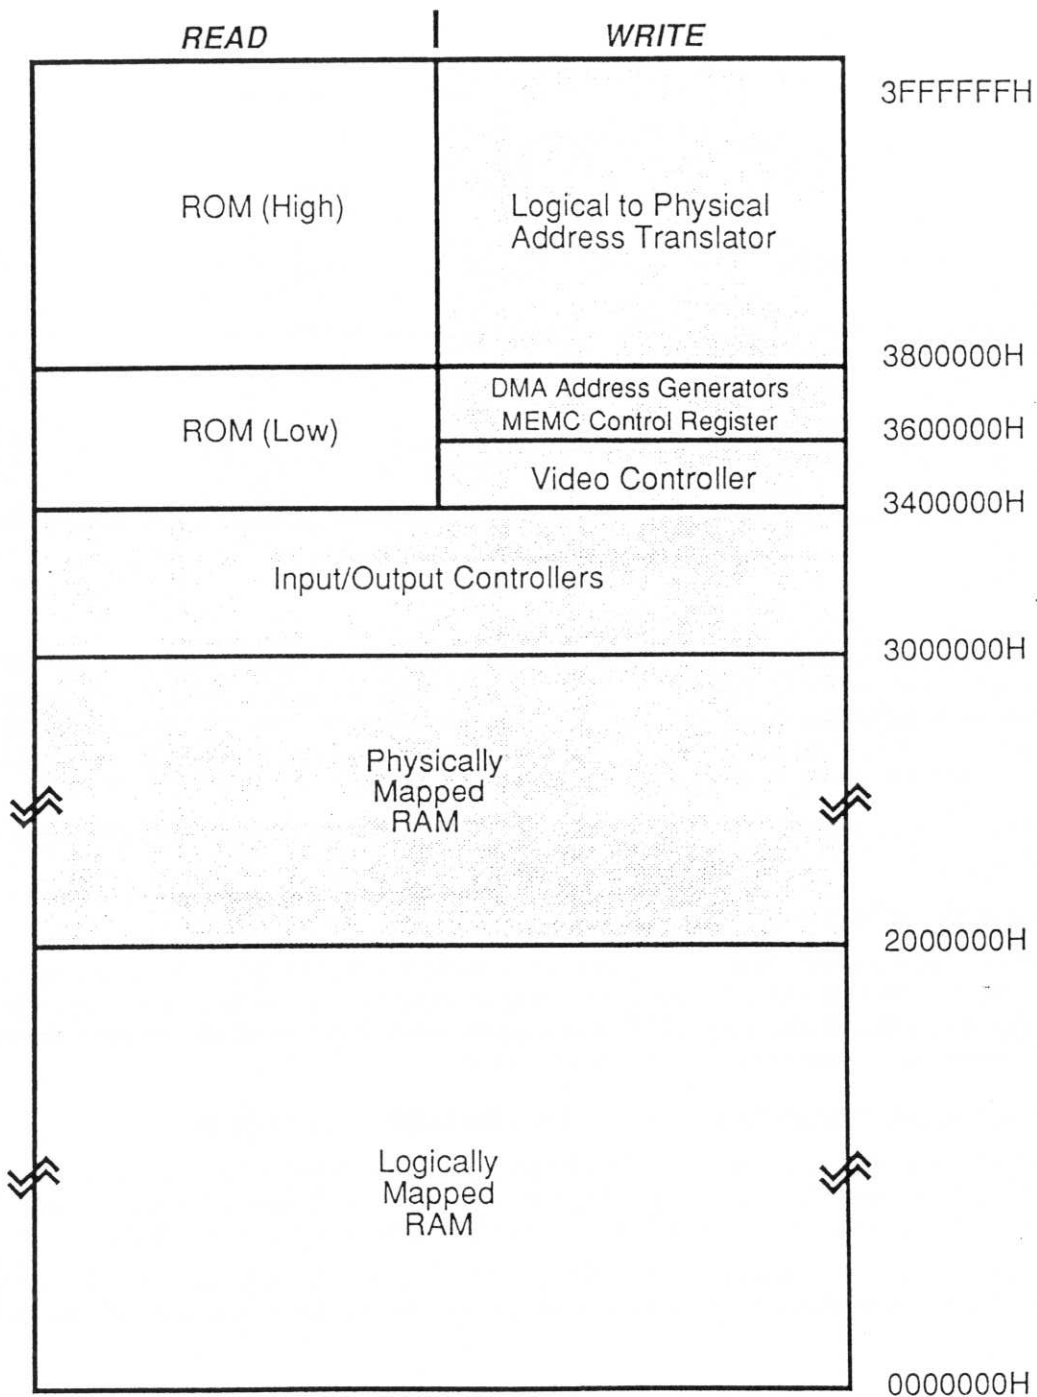 READ
WRITE
3FFFFFFH
ROM (High)
Logical to Physical
Address Translator
3800000H
DMA Address Generators
MEMC Control Register
3600000H
ROM (Low)
Video Controller
3400000H
Input/Output Controllers
3000000H
Physically
Mapped
RAM
2000000H
Logically
Mapped
RAM
0000000H